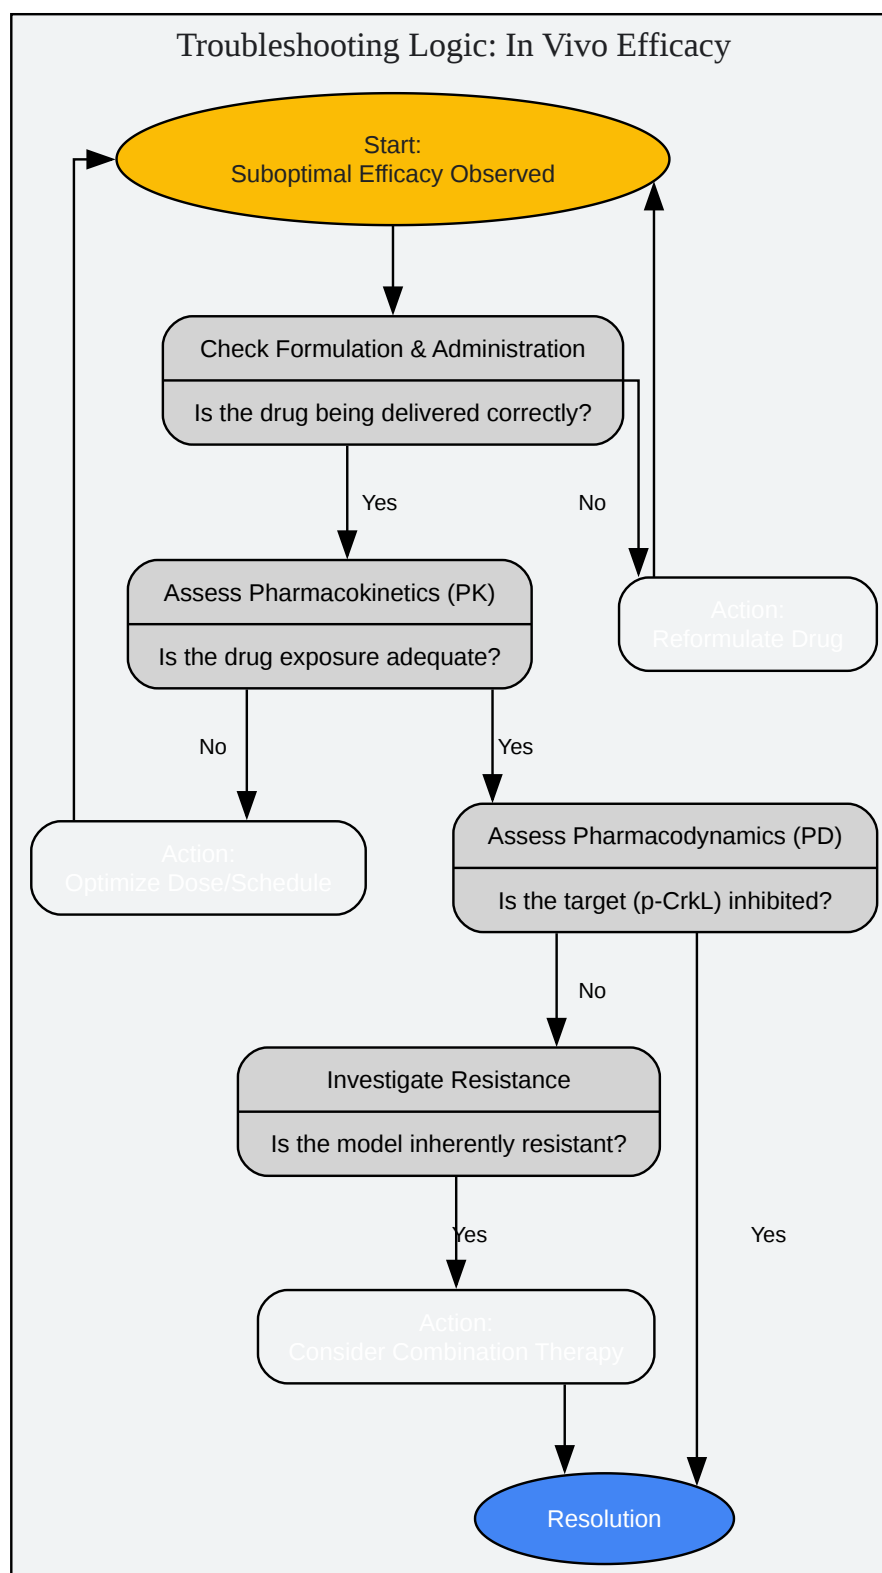 Troubleshooting Logic: In Vivo Efficacy
Start:
Suboptimal Efficacy Observed
Check Formulation & Administration
Is the drug being delivered correctly?
Yes
No
Assess Pharmacokinetics (PK)
Is the drug exposure adequate?
Action:
Reformulate Drug
No
Yes
Action:
Optimize Dose/Schedule
Assess Pharmacodynamics (PD)
Is the target (p-CrkL) inhibited?
No
Investigate Resistance
Is the model inherently resistant?
Yes
Yes
Action:
Consider Combination Therapy
Resolution